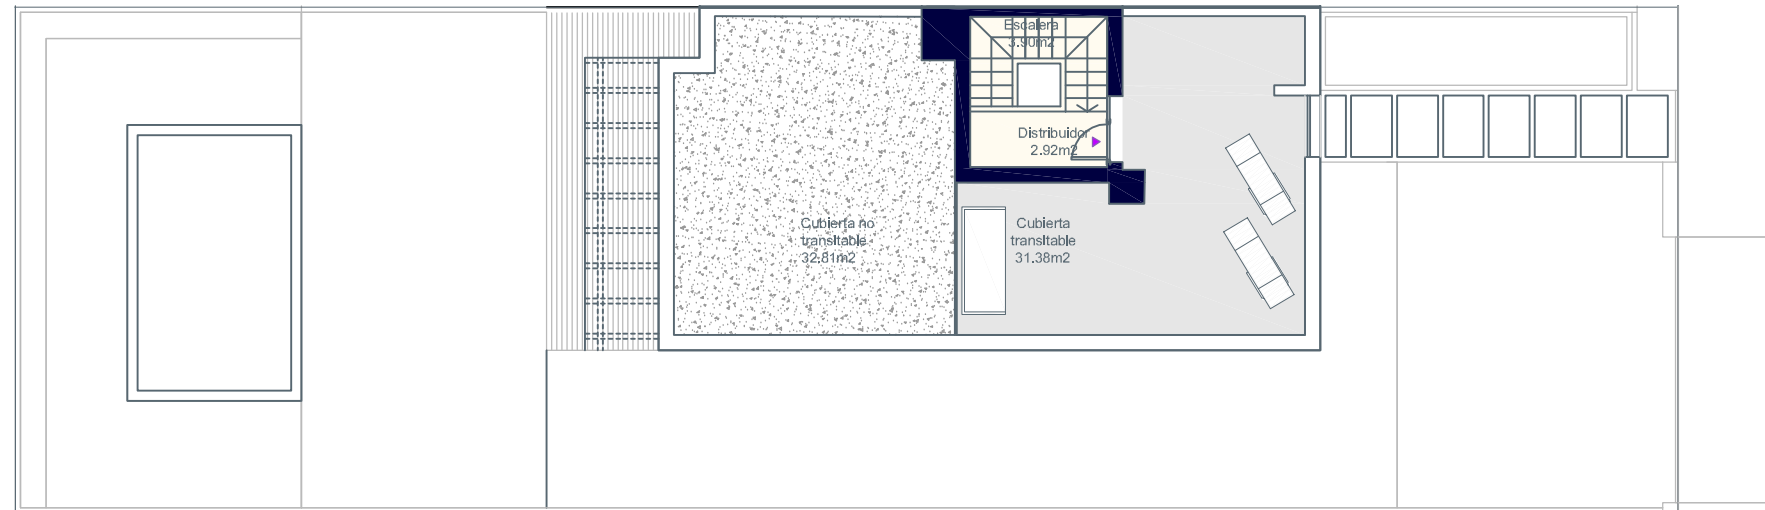 Escalera
3.90m2
Distribuidor
2.92m2
Cubierta no
transitable
32.81m2
Cubierta
transitable
31.38m2